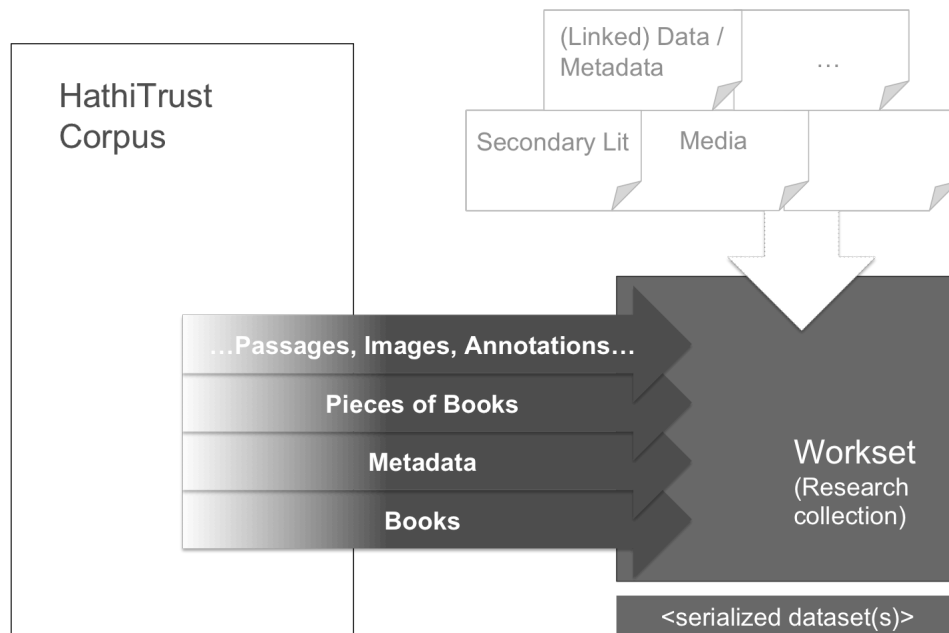 HathiTrust
Corpus
(Linked) Data /
Metadata
...
Secondary Lit
Media
...Passages, Images, Annotations...
Pieces of Books
Metadata
Books
Workset
(Research
collection)
<serialized dataset(s)>